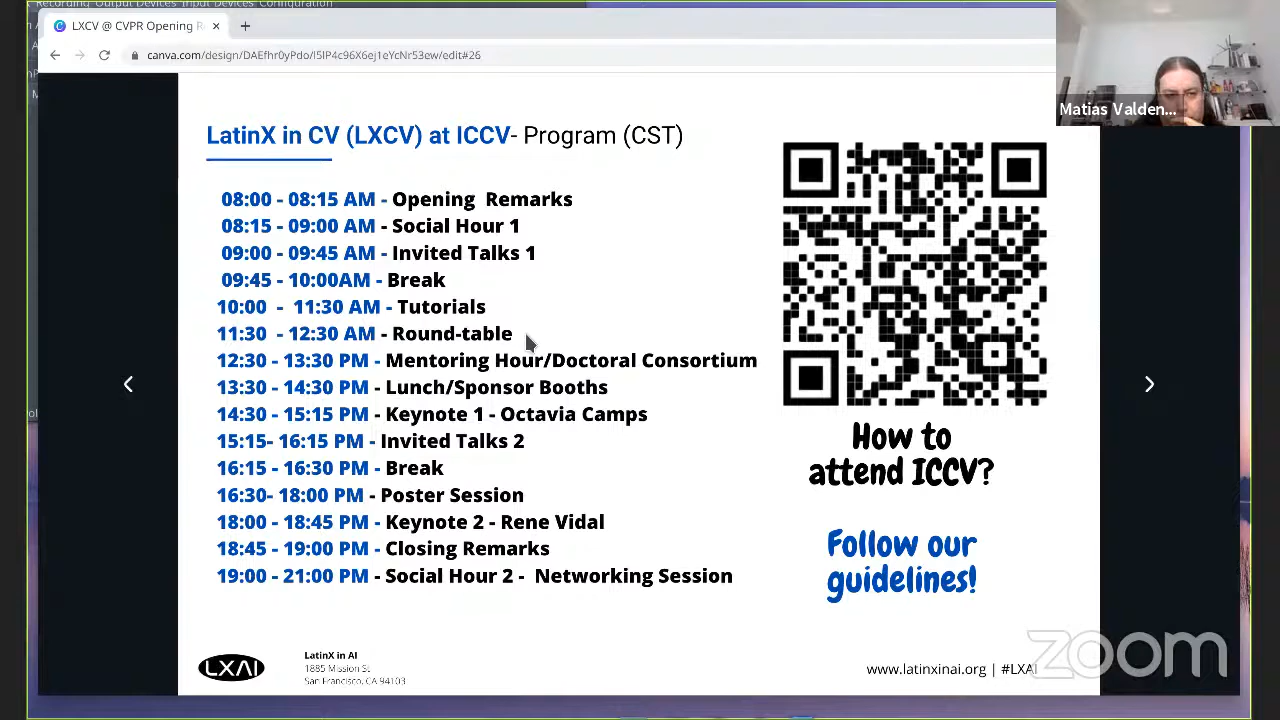 Recording Output Devices Input Devices Configuration
LXCV @ CVPR Opening R
canva.com/design/DAEfhr0yPdo/l5lP4c96X6ej1eYcNr53ew/edit#26
Matias Valden...
LatinX in CV (LXCV) at ICCV- Program (CST)
08:00 - 08:15 AM - Opening Remarks
08:15 - 09:00 AM - Social Hour 1
09:00 - 09:45 AM - Invited Talks 1
09:45 - 10:00AM - Break
10:00 - 11:30 AM - Tutorials
11:30 - 12:30 AM - Round-table
12:30 - 13:30 PM - Mentoring Hour/Doctoral Consortium
13:30 - 14:30 PM - Lunch/Sponsor Booths
14:30 - 15:15 PM - Keynote 1 - Octavia Camps
15:15- 16:15 PM - Invited Talks 2
16:15 - 16:30 PM - Break
16:30- 18:00 PM - Poster Session
18:00 - 18:45 PM - Keynote 2 - Rene Vidal
18:45 - 19:00 PM - Closing Remarks
19:00 - 21:00 PM - Social Hour 2 - Networking Session
How to
attend ICCV?
Follow our
guidelines!
LXAI
LatinX in AI
1885 Mission St
San Francisco, CA 94103
www.latinxinai.org | #LXAI
zoom